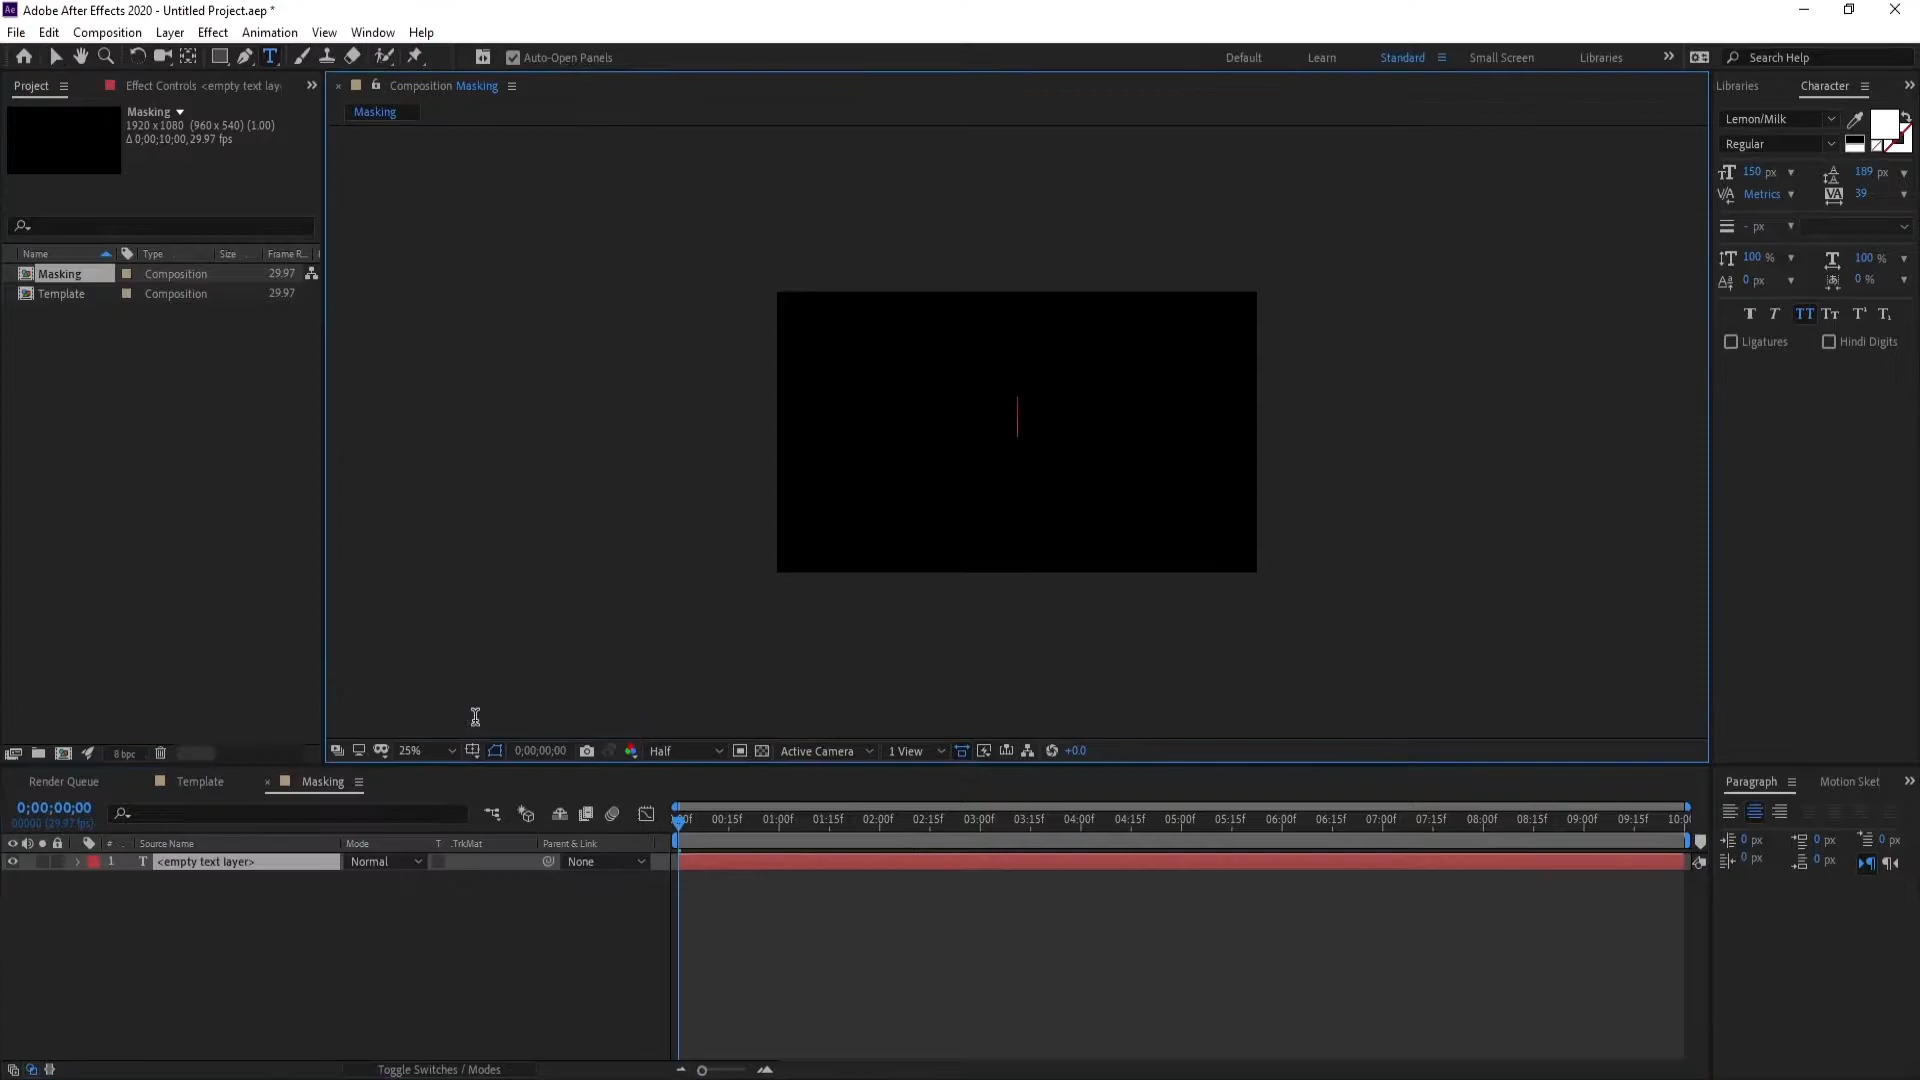 Adobe After Effects 2020 - Untitled Project.aep *
File Edit Composition Layer Effect Animation View Window Help
Auto-Open Panels
Default Learn Standard Small Screen Libraries
Search Help
Project
Effect Controls <empty text lay
Masking
1920 x 1080 (960 x 540) (1.00)
Δ 0;00;10;00, 29.97 fps
Name Type Size Frame R...
Masking Composition 29.97
Template Composition 29.97
8 bpc
Composition Masking
Masking
25% 0;00;00;00 Half Active Camera 1 View +0.0
Libraries Character
Lemon/Milk
Regular
150 px 189 px
Metrics 39
- px
100 % 100 %
0 px 0 %
Ligatures Hindi Digits
Render Queue Template Masking
0;00;00;00
00000 (29.97 fps)
00f 00:15f 01:00f 01:15f 02:00f 02:15f 03:00f 03:15f 04:00f 04:15f 05:00f 05:15f 06:00f 06:15f 07:00f 07:15f 08:00f 08:15f 09:00f 09:15f 10:0
# Source Name Mode T .TrkMat Parent & Link
1 T <empty text layer> Normal None
Toggle Switches / Modes
Paragraph Motion Sket
0 px 0 px 0 px
0 px 0 px